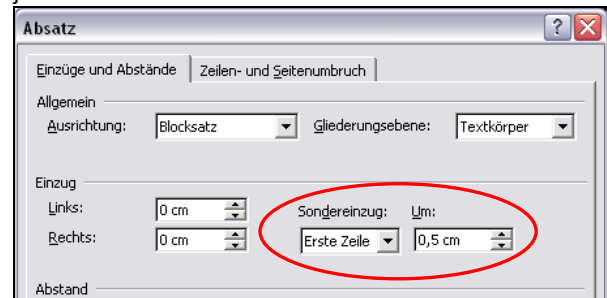 Absatz
Einzüge und Abstände Zeilen- und Seitenumbruch
Allgemein
Ausrichtung: Blocksatz Gliederungsebene: Textkörper
Einzug
Links: 0 cm Sondereinzug: Um:
Rechts: 0 cm Erste Zeile 0,5 cm
Abstand